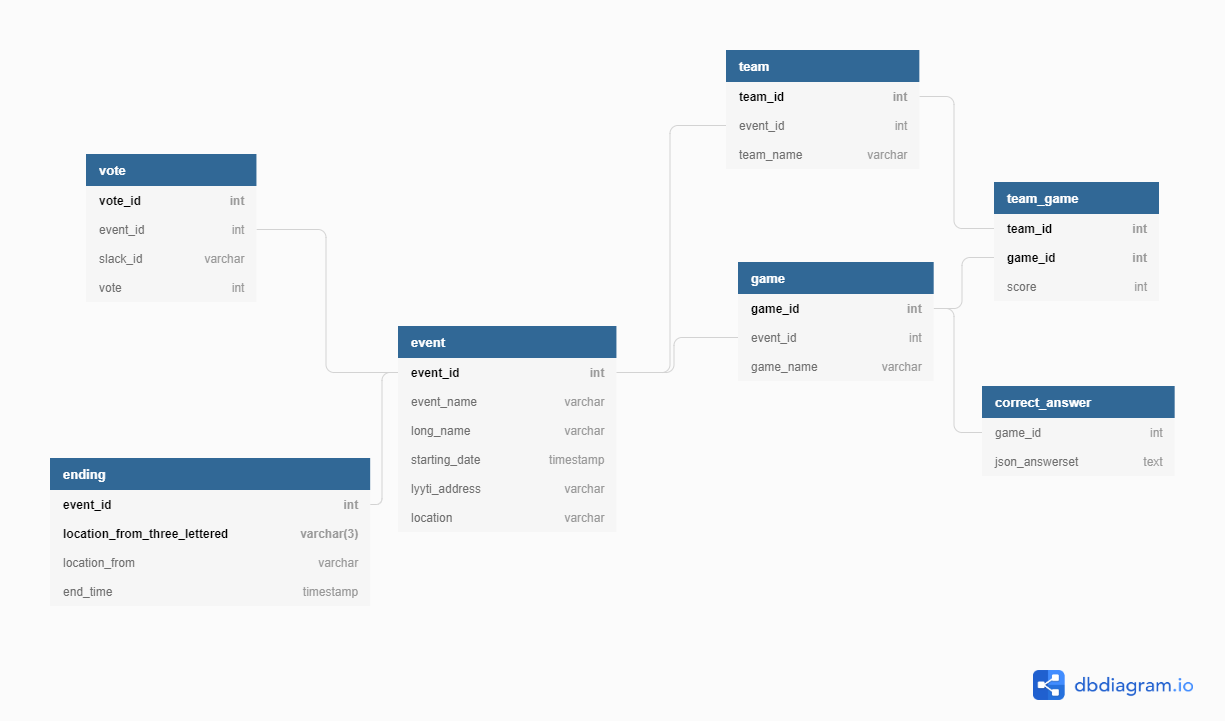 team
team_id int
event_id int
team_name varchar
vote
vote_id int
event_id int
slack_id varchar
vote int
team_game
team_id int
game_id int
score int
game
game_id int
event_id int
game_name varchar
event
event_id int
event_name varchar
long_name varchar
starting_date timestamp
lyyti_address varchar
location varchar
correct_answer
game_id int
json_answerset text
ending
event_id int
location_from_three_lettered varchar(3)
location_from varchar
end_time timestamp
dbdiagram.io